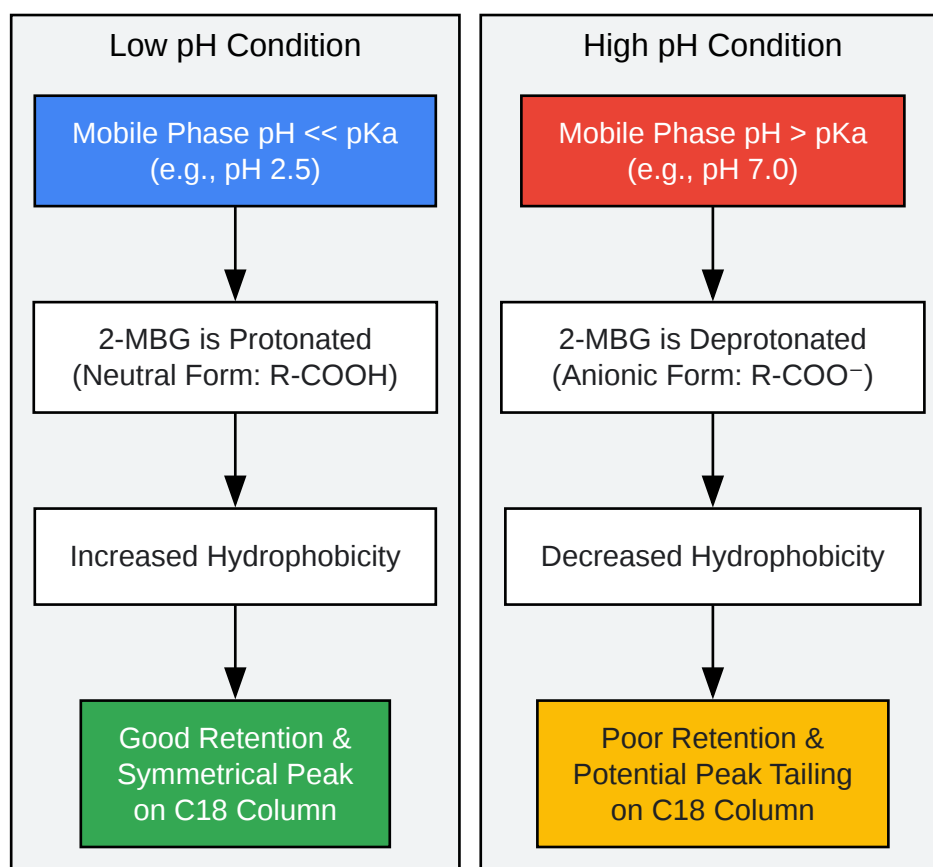 Low pH Condition
Mobile Phase pH << pKa
(e.g., pH 2.5)
2-MBG is Protonated
(Neutral Form: R-COOH)
Increased Hydrophobicity
Good Retention &
Symmetrical Peak
on C18 Column
High pH Condition
Mobile Phase pH > pKa
(e.g., pH 7.0)
2-MBG is Deprotonated
(Anionic Form: R-COO⁻)
Decreased Hydrophobicity
Poor Retention &
Potential Peak Tailing
on C18 Column